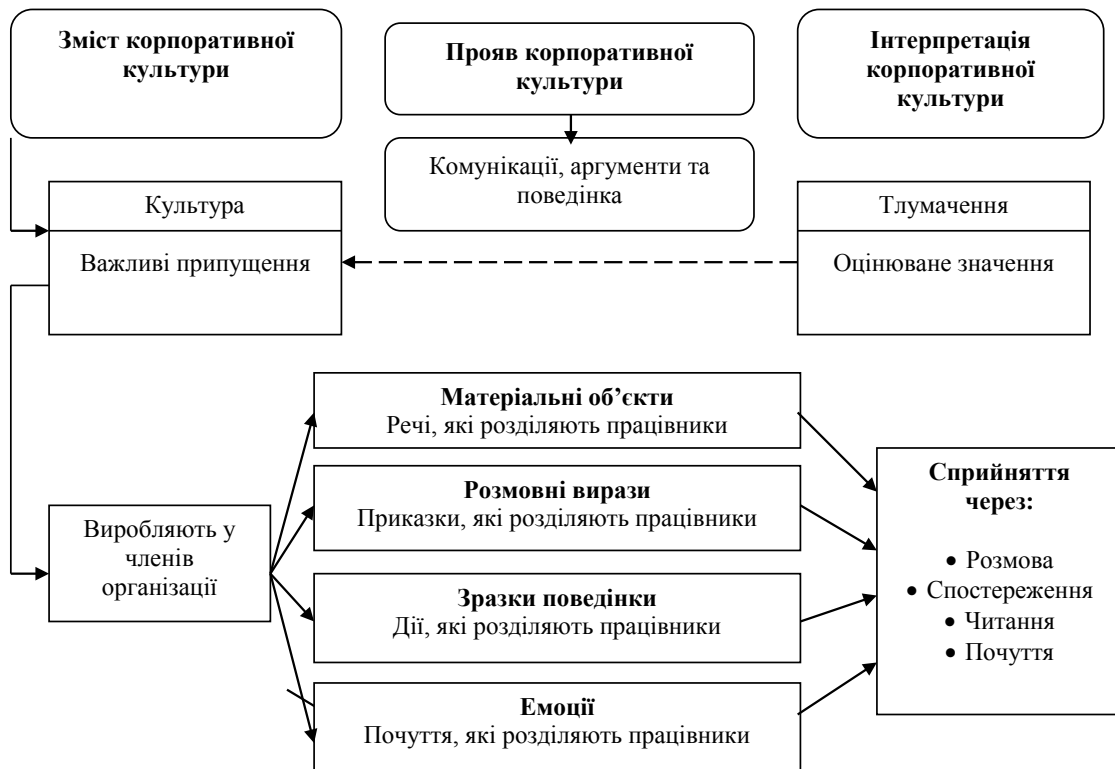 Зміст корпоративної
культури
Прояв корпоративної
культури
Інтерпретація
корпоративної
культури
Комунікації, аргументи та
поведінка
Культура
Важливі припущення
Тлумачення
Оцінюване значення
Виробляють у
членів
організації
Матеріальні об’єкти
Речі, які розділяють працівники
Розмовні вирази
Приказки, які розділяють працівники
Зразки поведінки
Дії, які розділяють працівники
Емоції
Почуття, які розділяють працівники
Сприйняття
через:
• Розмова
• Спостереження
• Читання
• Почуття